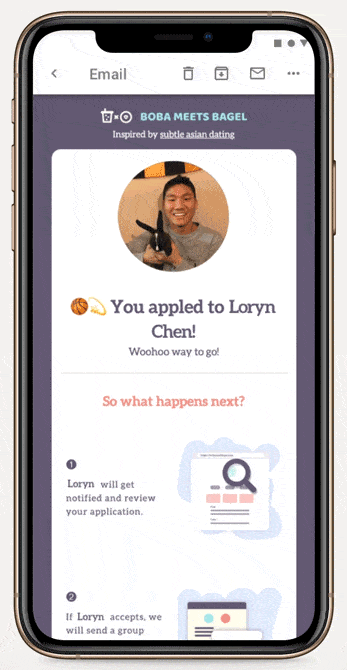 Email
BOBA MEETS BAGEL
Inspired by subtle asian dating
You appled to Loryn
Chen!
Woohoo way to go!
So what happens next?
1
Loryn will get
notified and review
your application.
2
If Loryn accepts, we
will send a group